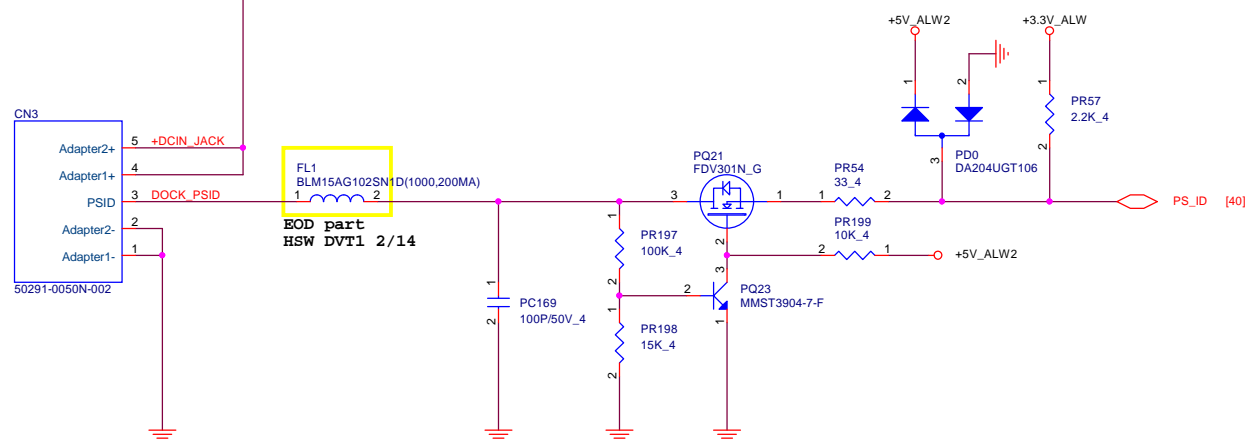 +5V_ALW2
+3.3V_ALW
1
2
1
CN3
PR57
2.2K_4
Adapter2+
5
+DCIN_JACK
2
3
PD0
DA204UGT106
PQ21
FDV301N_G
FL1
BLM15AG102SN1D(1000,200MA)
Adapter1+
4
PR54
33_4
PSID
3
DOCK_PSID
1
2
3
1
1
2
PS_ID
[40]
EOD part
HSW DVT1 2/14
Adapter2-
2
1
PR197
100K_4
2
2
PR199
10K_4
2
1
+5V_ALW2
Adapter1-
1
3
50291-0050N-002
1
2
PC169
100P/50V_4
2
PQ23
MMST3904-7-F
1
1
PR198
15K_4
2